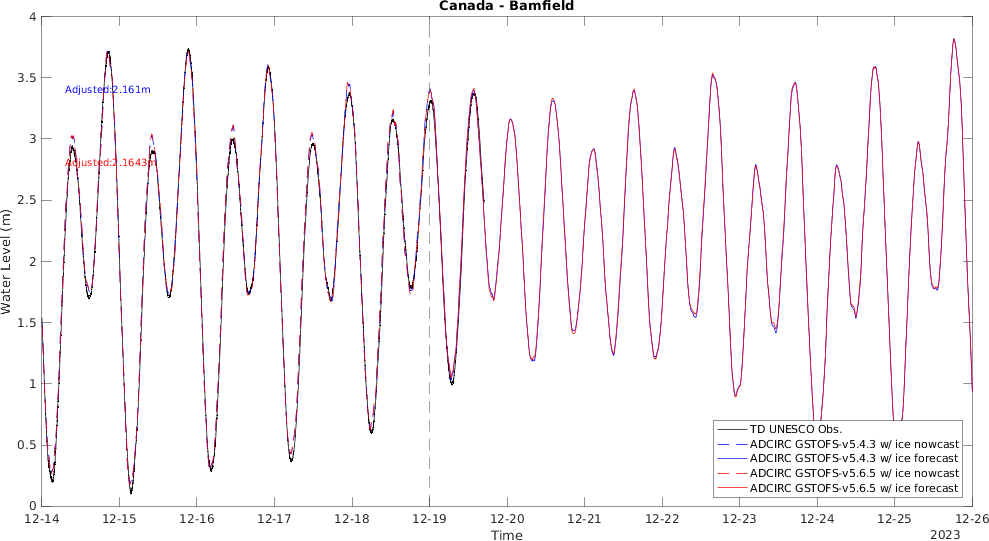 Canada - Bamfield
4
3.5
3
2.5
2
1.5
1
0.5
0
Water Level (m)
Adjusted:2.161m
Adjusted:2.1643m
TD UNESCO Obs.
ADCIRC GSTOFS-v5.4.3 w/ ice nowcast
ADCIRC GSTOFS-v5.4.3 w/ ice forecast
ADCIRC GSTOFS-v5.6.5 w/ ice nowcast
ADCIRC GSTOFS-v5.6.5 w/ ice forecast
12-14 12-15 12-16 12-17 12-18 12-19 12-20 12-21 12-22 12-23 12-24 12-25 12-26
Time
2023